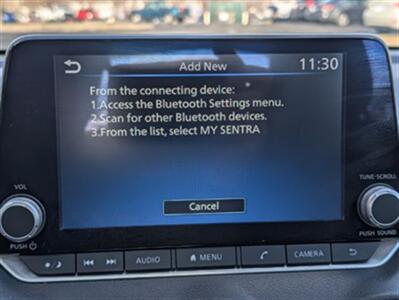 Add New
11:30
From the connecting device:
1.Access the Bluetooth Settings menu.
2.Scan for other Bluetooth devices.
3.From the list, select MY SENTRA
Cancel
VOL
PUSH
TUNE·SCROLL
PUSH SOUND
AUDIO
MENU
CAMERA